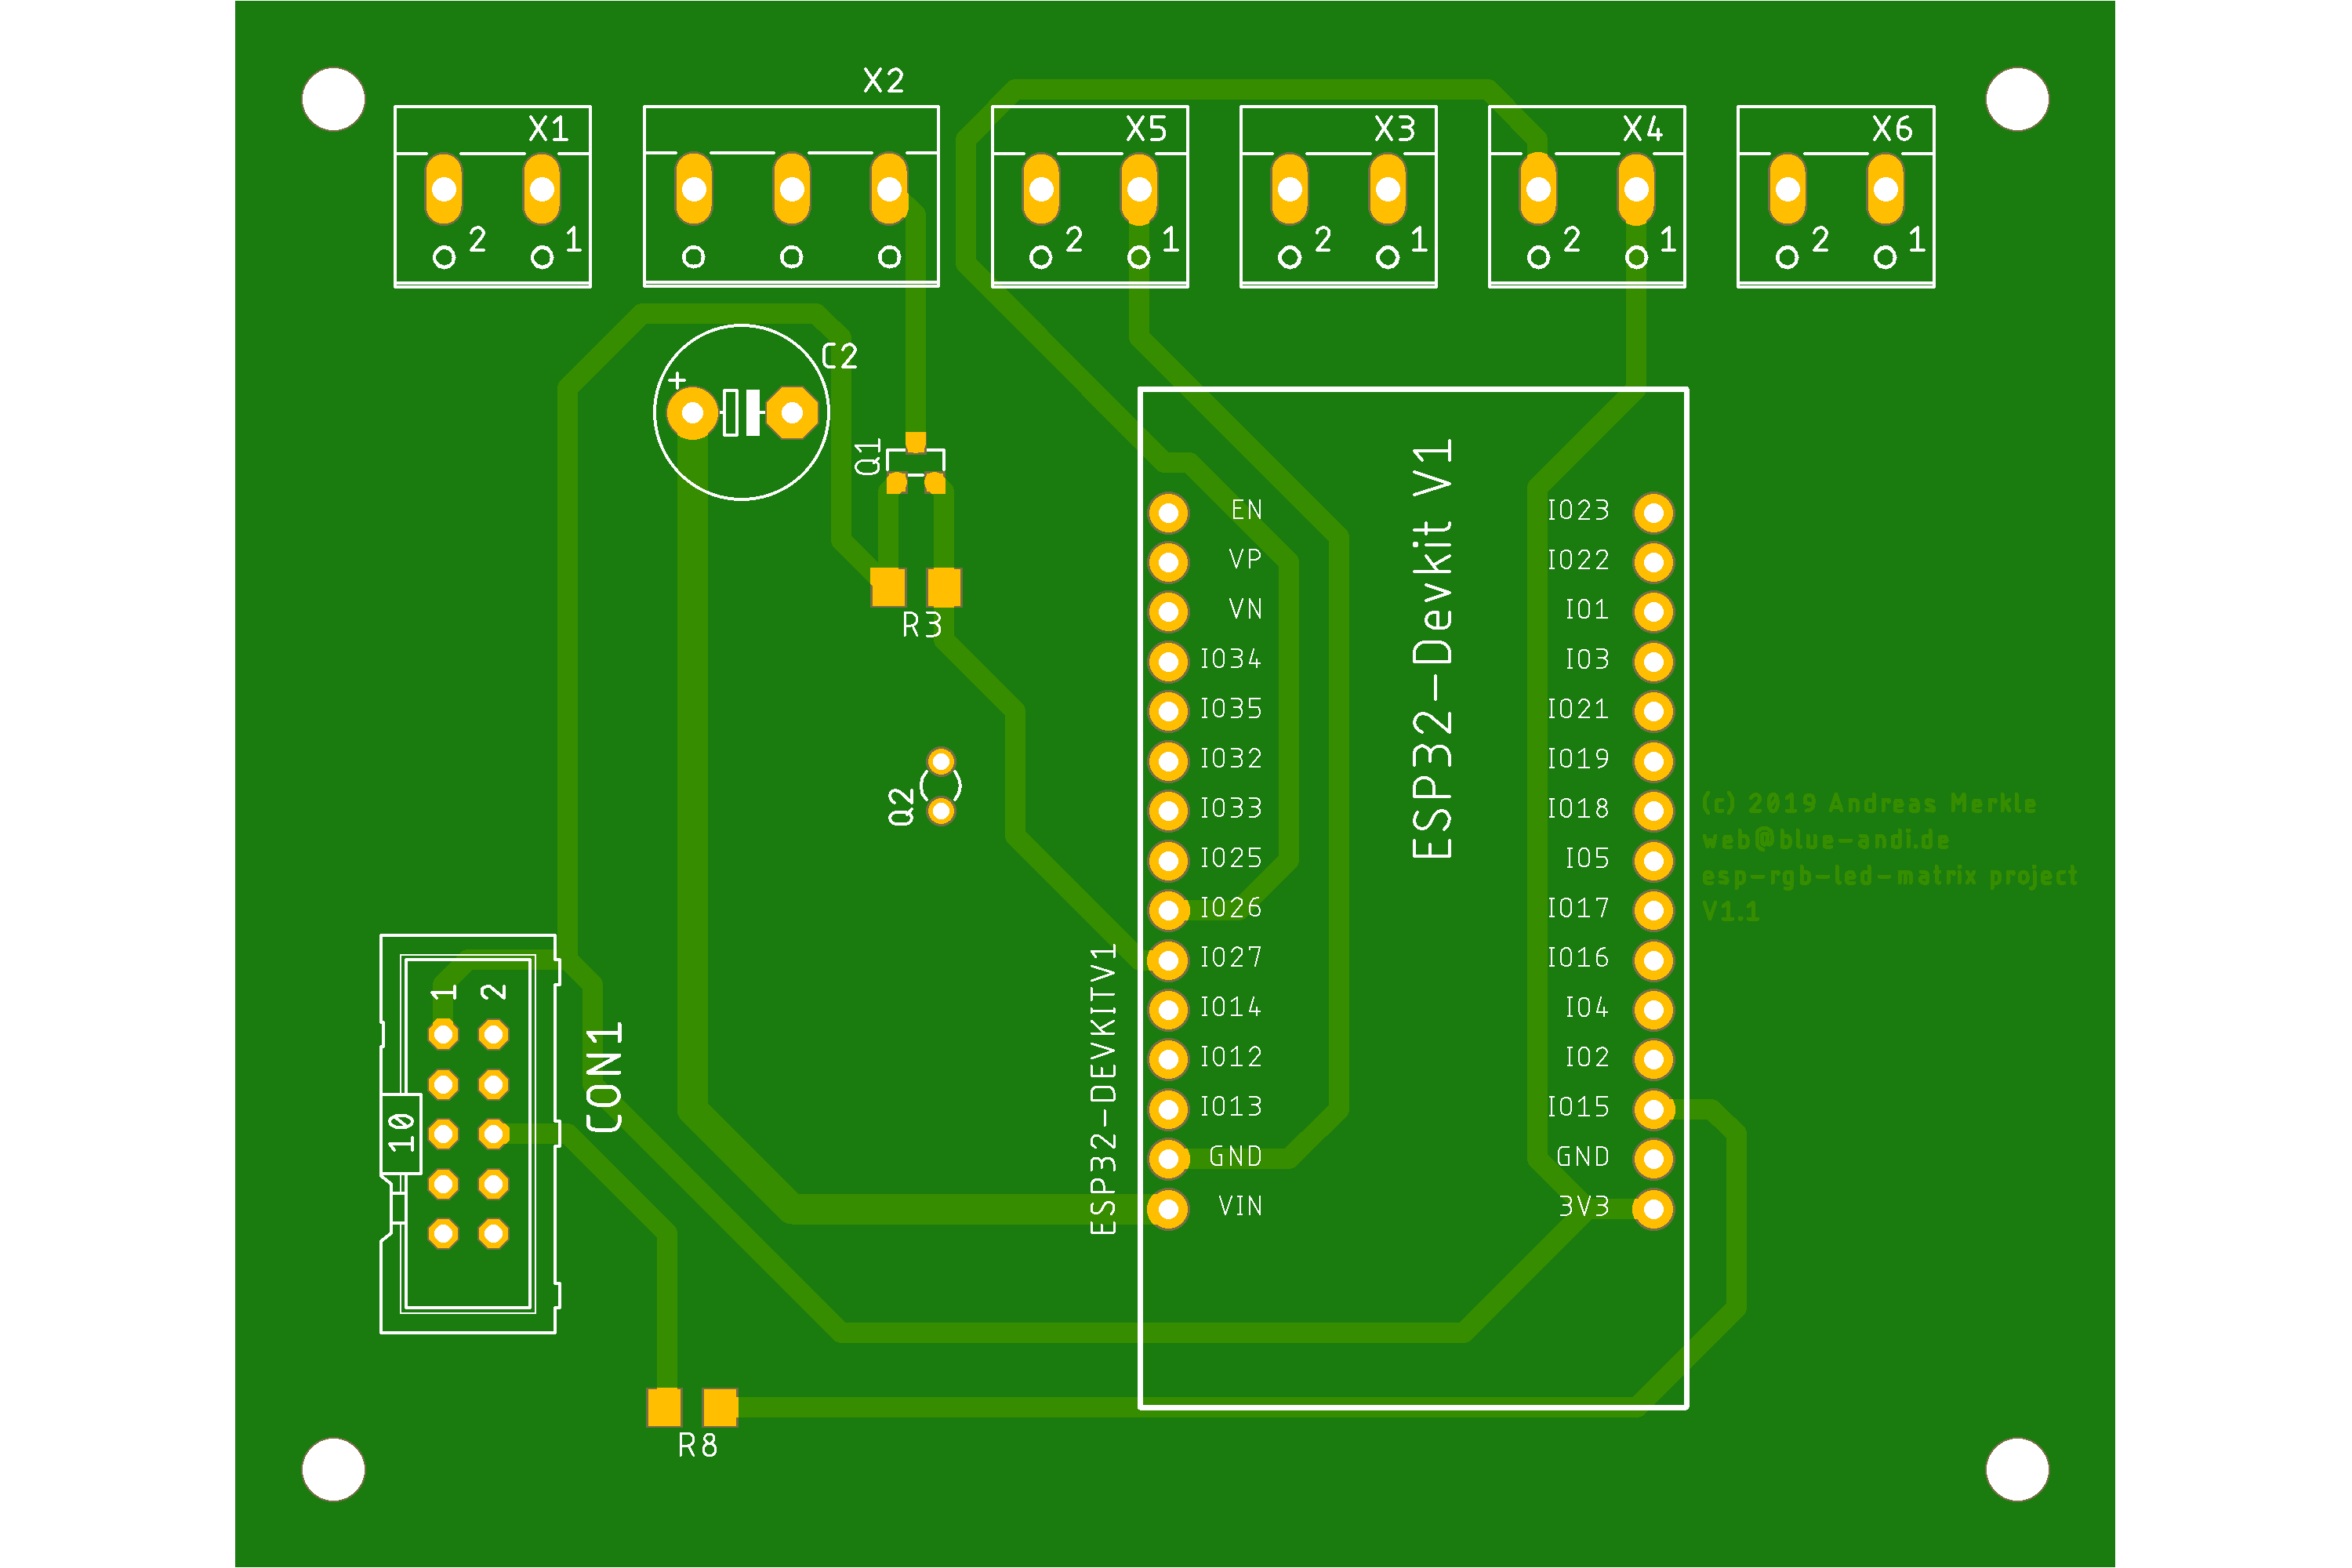 X2
X1
X5
X3
X4
X6
2 1
2 1
2 1
2 1
2 1
C2
+
Q1
R3
Q2
ESP32-Devkit V1
EN IO23
VP IO22
VN IO1
IO34 IO3
IO35 IO21
IO32 IO19
IO33 IO18
IO25 IO5
IO26 IO17
IO27 IO16
IO14 IO4
IO12 IO2
IO13 IO15
GND GND
VIN 3V3
ESP32-DEVKITV1
(c) 2019 Andreas Merkle
web@blue-andi.de
esp-rgb-led-matrix project
V1.1
1 2
10
CON1
R8